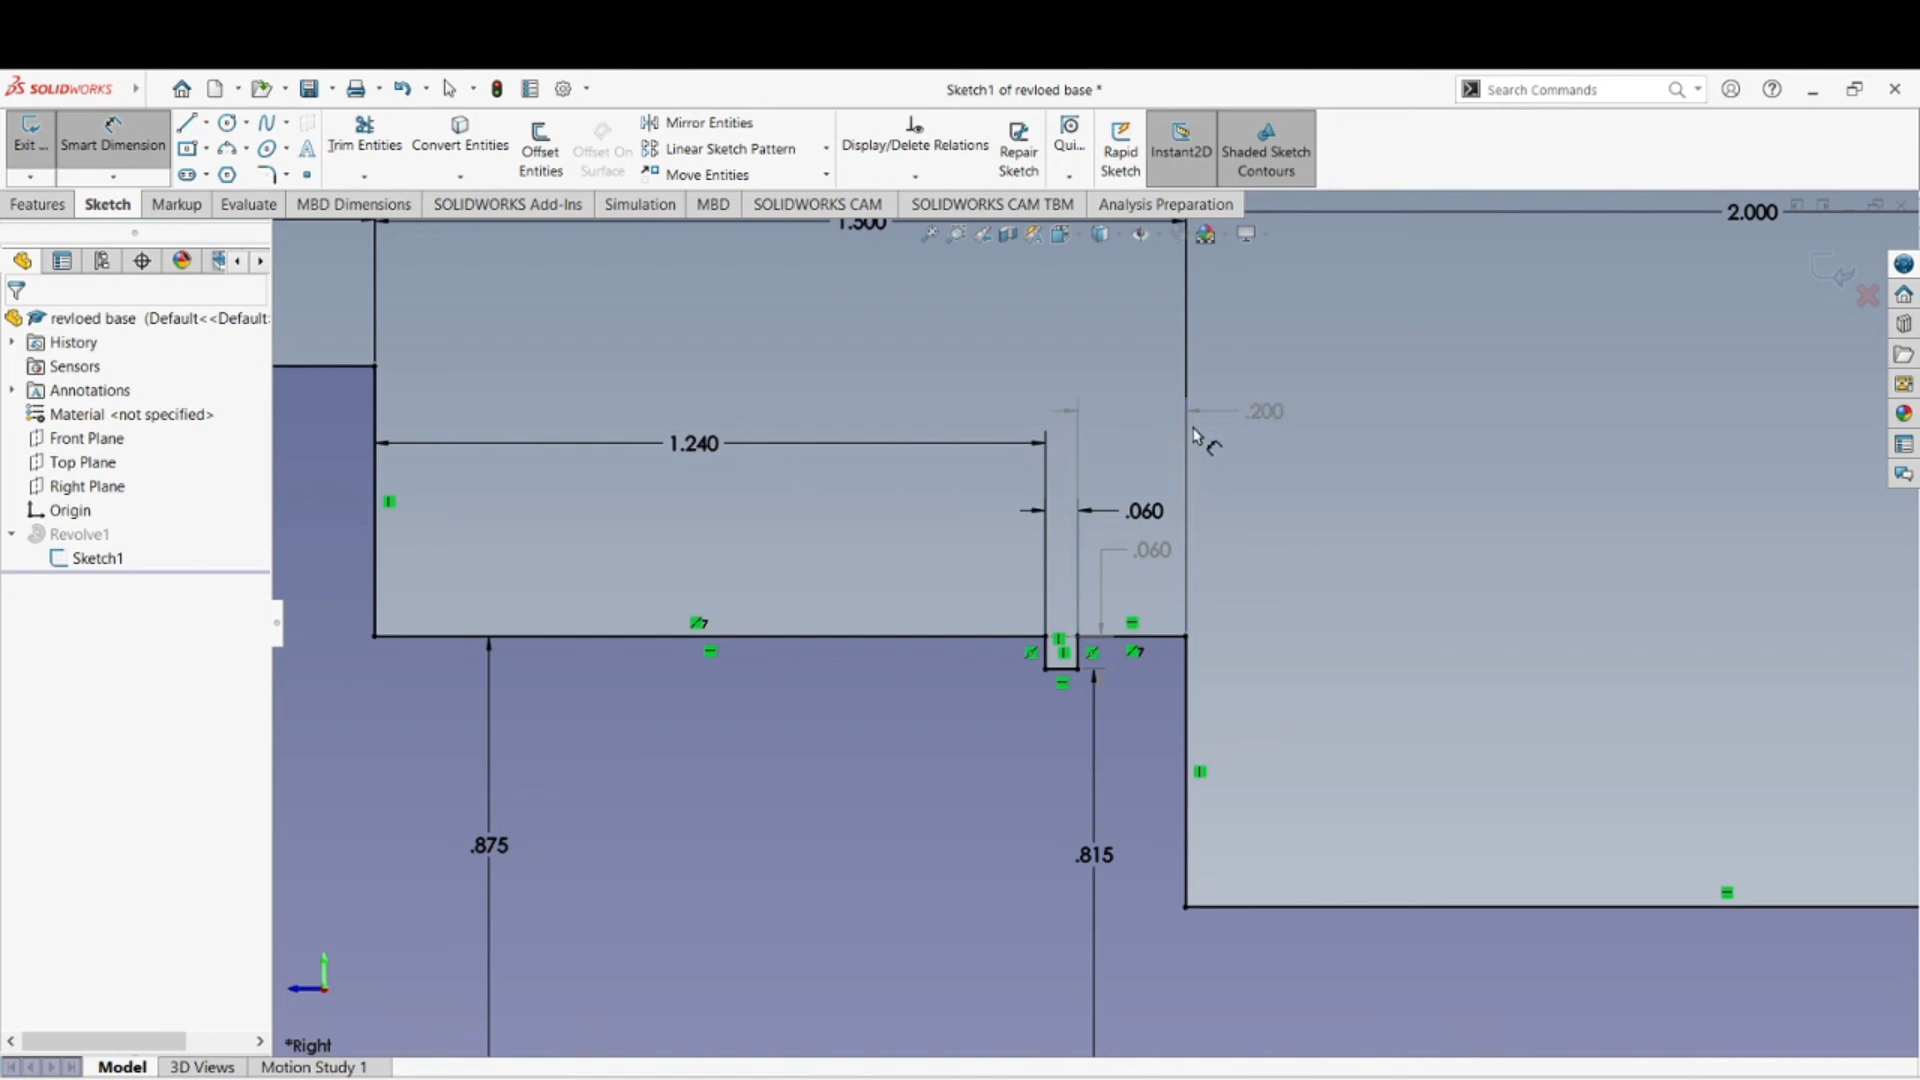 SOLIDWORKS
Sketch1 of revloed base *
Search Commands
Exit ...
Smart Dimension
Trim Entities
Convert Entities
Offset Entities
Offset On Surface
Mirror Entities
Linear Sketch Pattern
Move Entities
Display/Delete Relations
Repair Sketch
Qui...
Rapid Sketch
Instant2D
Shaded Sketch Contours
Features
Sketch
Markup
Evaluate
MBD Dimensions
SOLIDWORKS Add-Ins
Simulation
MBD
SOLIDWORKS CAM
SOLIDWORKS CAM TBM
Analysis Preparation
1.500
2.000
revloed base (Default<<Default:
History
Sensors
Annotations
Material <not specified>
Front Plane
Top Plane
Right Plane
Origin
Revolve1
Sketch1
.200
1.240
.060
.060
.875
.815
*Right
Model
3D Views
Motion Study 1